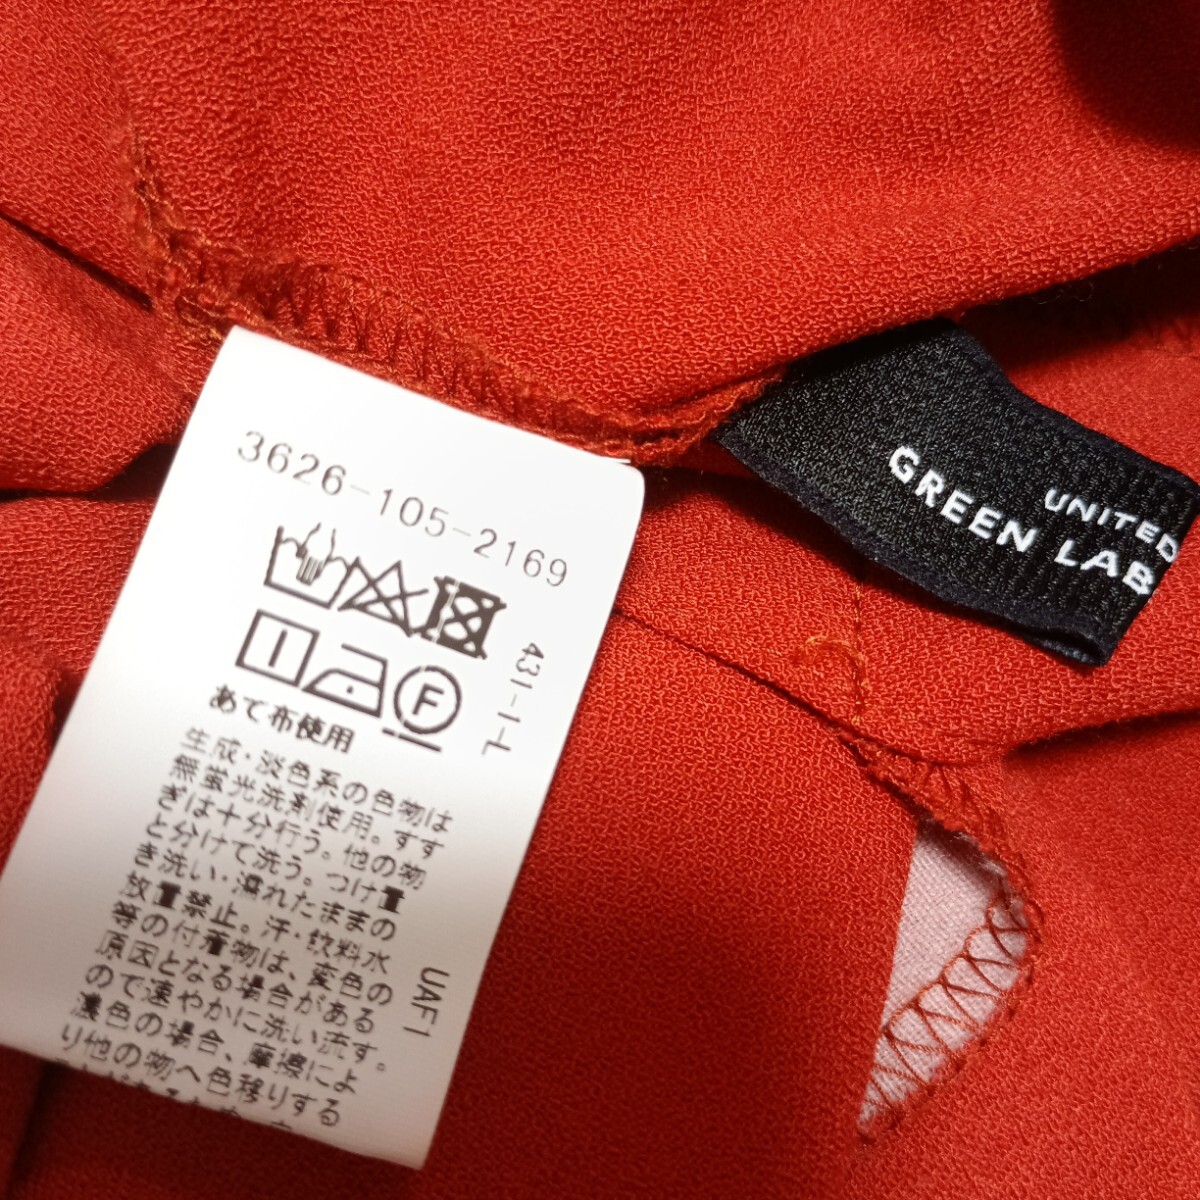 3626-105-2169
431-1-L
F
あて布使用
生成・淡色系の色物は
無蛍光洗剤使用。すす
ぎは十分行う。他の物
と分けて洗う。つけ置
き洗い・濡れたままの
放置禁止。汗・飲料水
等の付着物は、変色の
原因となる場合がある
ので速やかに洗い流す。
濃色の場合、摩擦によ
り他の物へ色移りする
UAF1
UNITED
GREEN LAB